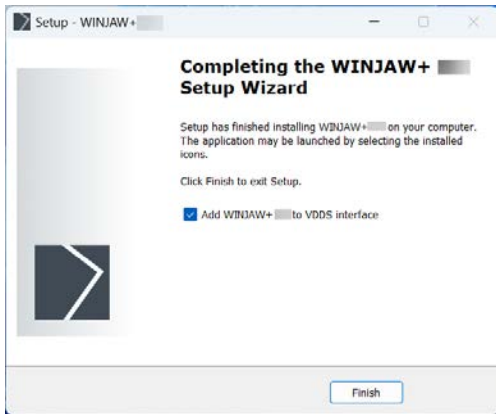 Setup - WINJAW+
Completing the WINJAW+
Setup Wizard
Setup has finished installing WINJAW+ on your computer.
The application may be launched by selecting the installed
icons.
Click Finish to exit Setup.
Add WINJAW+ to VDDS interface
Finish